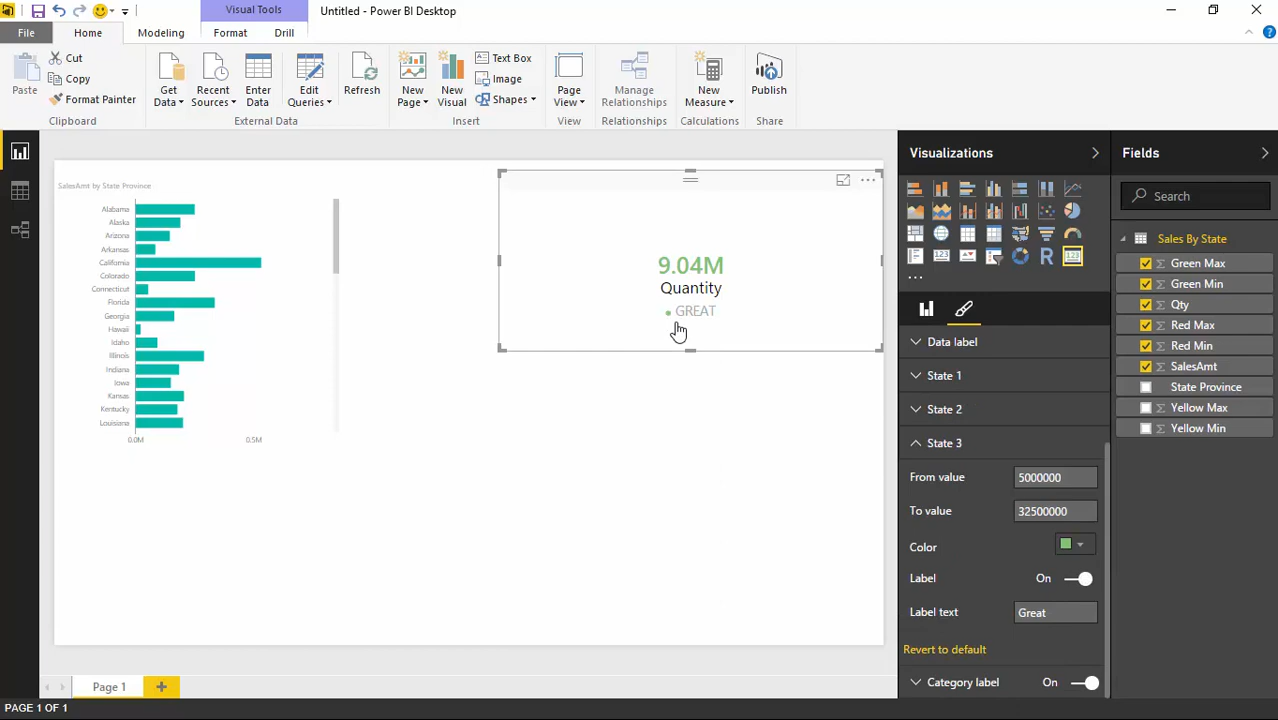 Visual Tools
Untitled - Power BI Desktop
File
Home
Modeling
Format
Drill
Paste
Cut
Copy
Format Painter
Clipboard
Get Data
Recent Sources
Enter Data
Edit Queries
Refresh
External Data
New Page
New Visual
Text Box
Image
Shapes
Insert
Page View
View
Manage Relationships
Relationships
New Measure
Calculations
Publish
Share
SalesAmt by State Province
Alabama
Alaska
Arizona
Arkansas
California
Colorado
Connecticut
Florida
Georgia
Hawaii
Idaho
Illinois
Indiana
Iowa
Kansas
Kentucky
Louisiana
0.0M
0.5M
9.04M
Quantity
GREAT
Visualizations
R
Data label
State 1
State 2
State 3
From value
5000000
To value
32500000
Color
Label
On
Label text
Great
Revert to default
Category label
On
Fields
Search
Sales By State
Green Max
Green Min
Qty
Red Max
Red Min
SalesAmt
State Province
Yellow Max
Yellow Min
Page 1
PAGE 1 OF 1